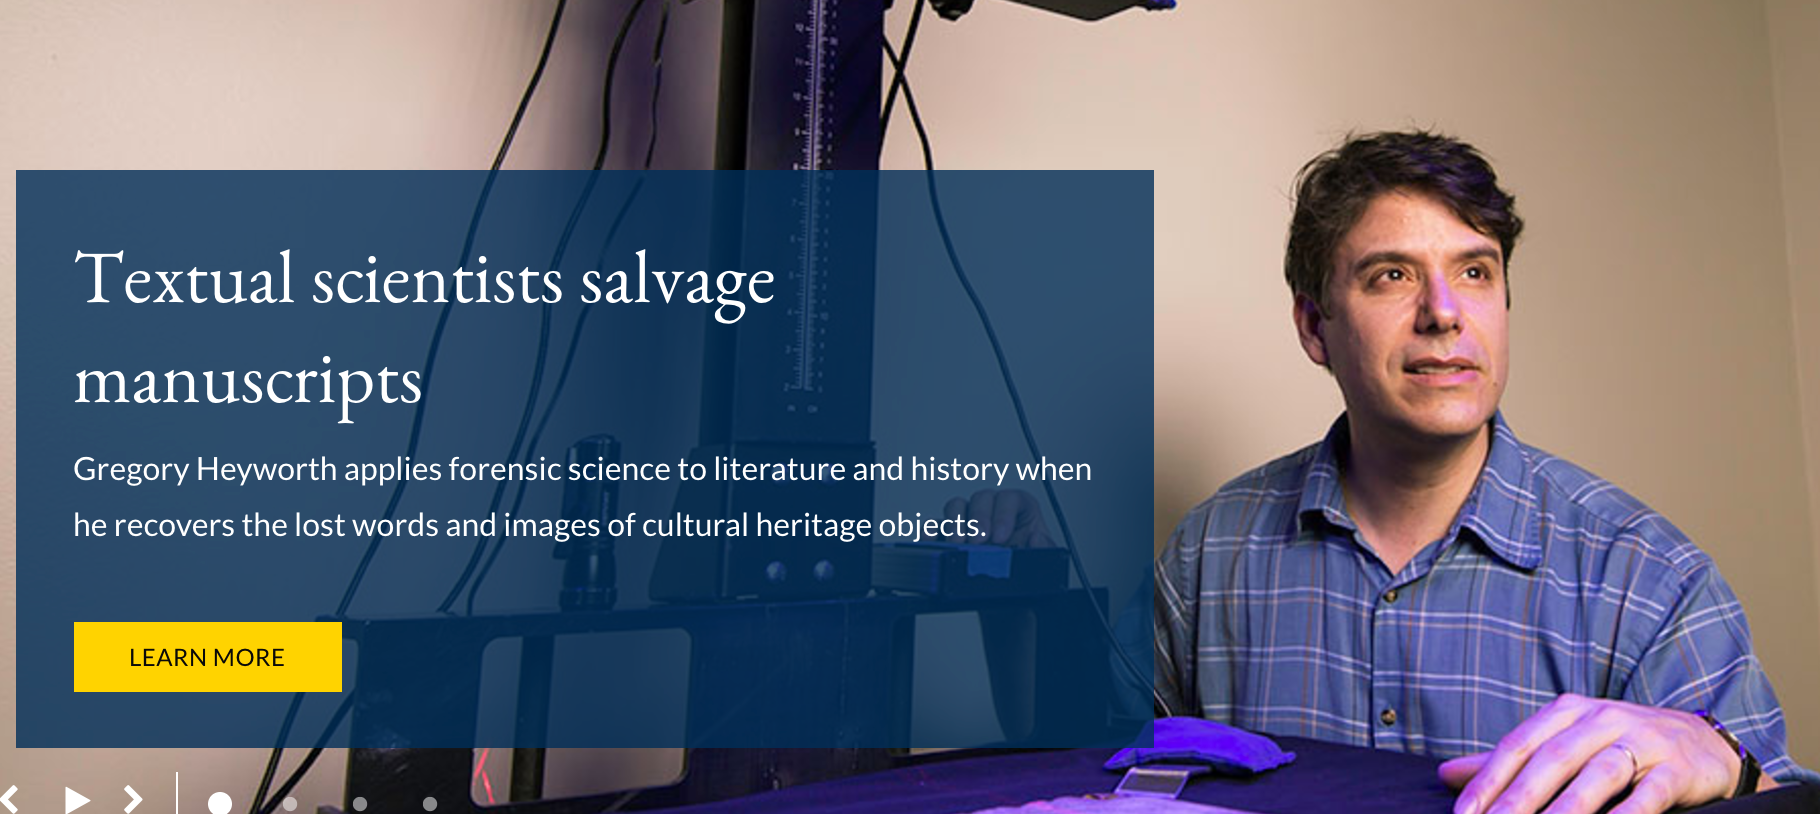 Textual scientists salvage
manuscripts
Gregory Heyworth applies forensic science to literature and history when
he recovers the lost words and images of cultural heritage objects.
LEARN MORE